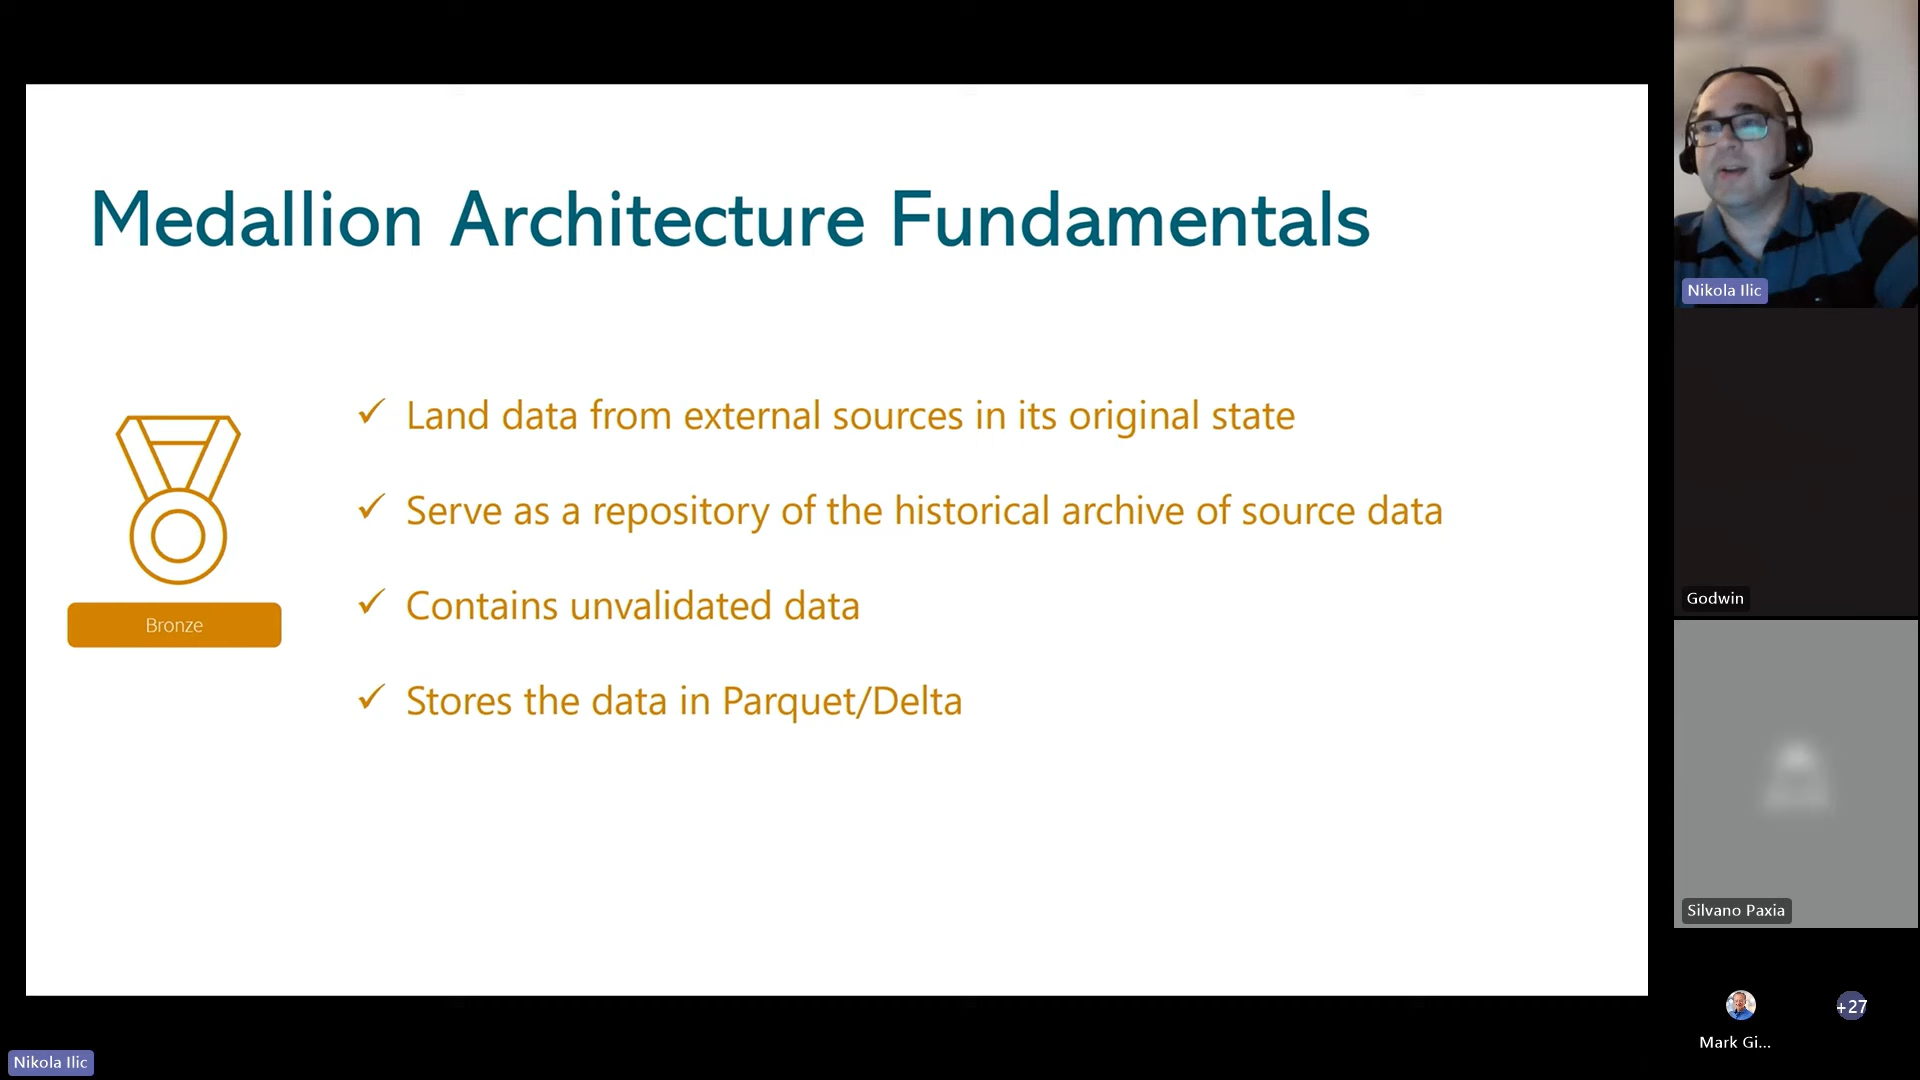 Medallion Architecture Fundamentals
Land data from external sources in its original state
Serve as a repository of the historical archive of source data
Contains unvalidated data
Stores the data in Parquet/Delta
Bronze
Nikola Ilic
Godwin
Silvano Paxia
Mark Gi...
+27
Nikola Ilic